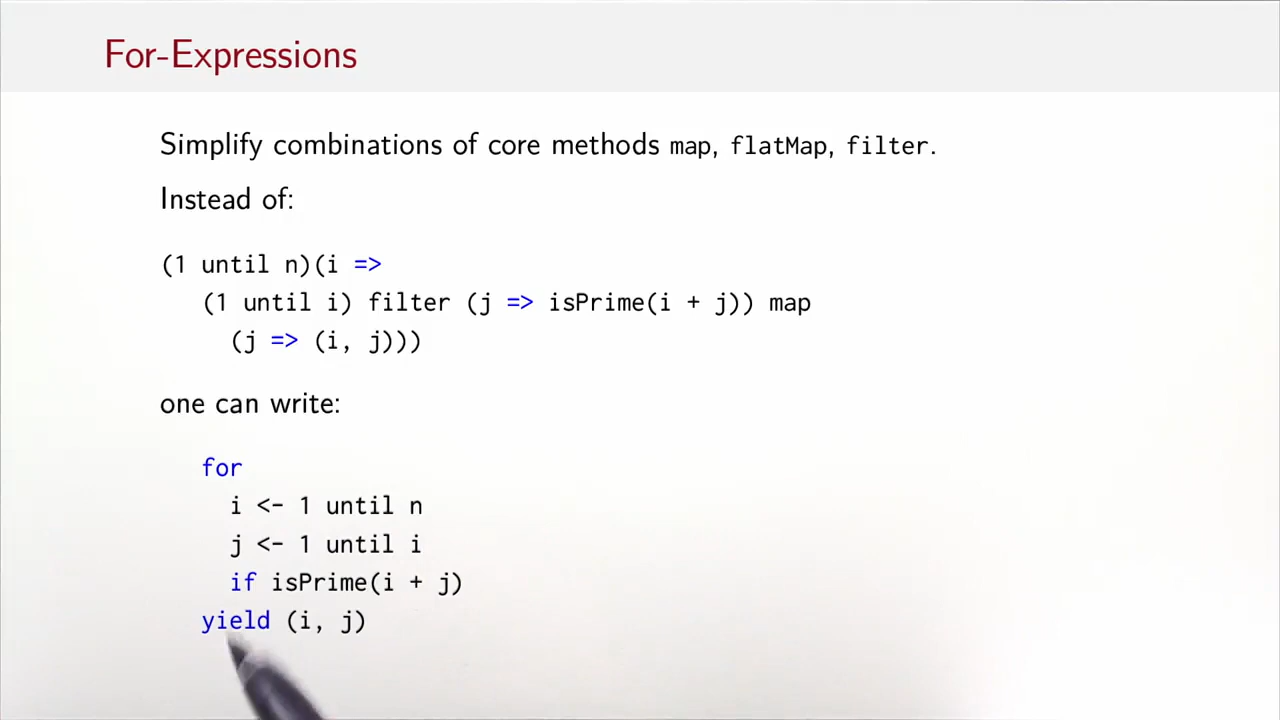 For-Expressions
Simplify combinations of core methods map, flatMap, filter.
Instead of:
(1 until n)(i =>
(1 until i) filter (j => isPrime(i + j)) map
(j => (i, j)))
one can write:
for
i <- 1 until n
j <- 1 until i
if isPrime(i + j)
yield (i, j)